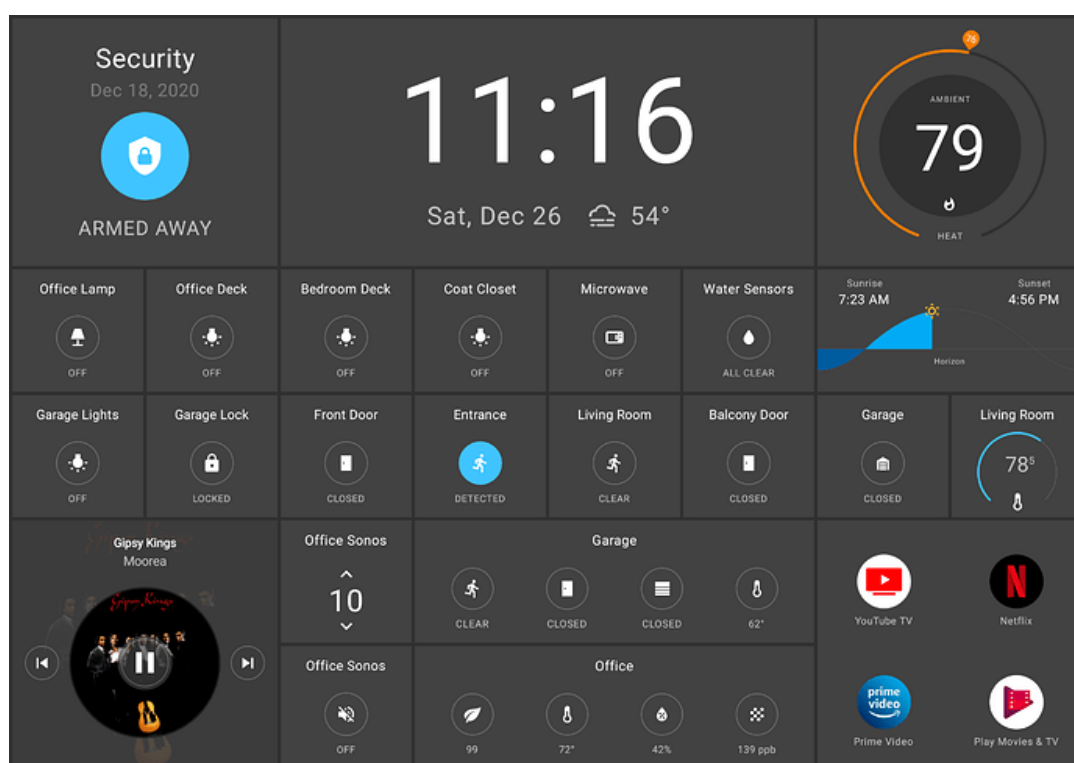 Security
Dec 18, 2020
ARMED AWAY
11:16
Sat, Dec 26 54°
76
AMBIENT
79
HEAT
Office Lamp
OFF
Office Deck
OFF
Bedroom Deck
OFF
Coat Closet
OFF
Microwave
OFF
Water Sensors
ALL CLEAR
Sunrise
7:23 AM
Sunset
4:56 PM
Horizon
Garage Lights
OFF
Garage Lock
LOCKED
Front Door
CLOSED
Entrance
DETECTED
Living Room
CLEAR
Balcony Door
CLOSED
Garage
CLOSED
Living Room
78⁵
Gipsy Kings
Moorea
Gipsy Kings
Office Sonos
10
Garage
CLEAR
CLOSED
CLOSED
62°
Office Sonos
OFF
Office
99
72°
42%
139 ppb
YouTube TV
N
Netflix
prime
video
Prime Video
Play Movies & TV